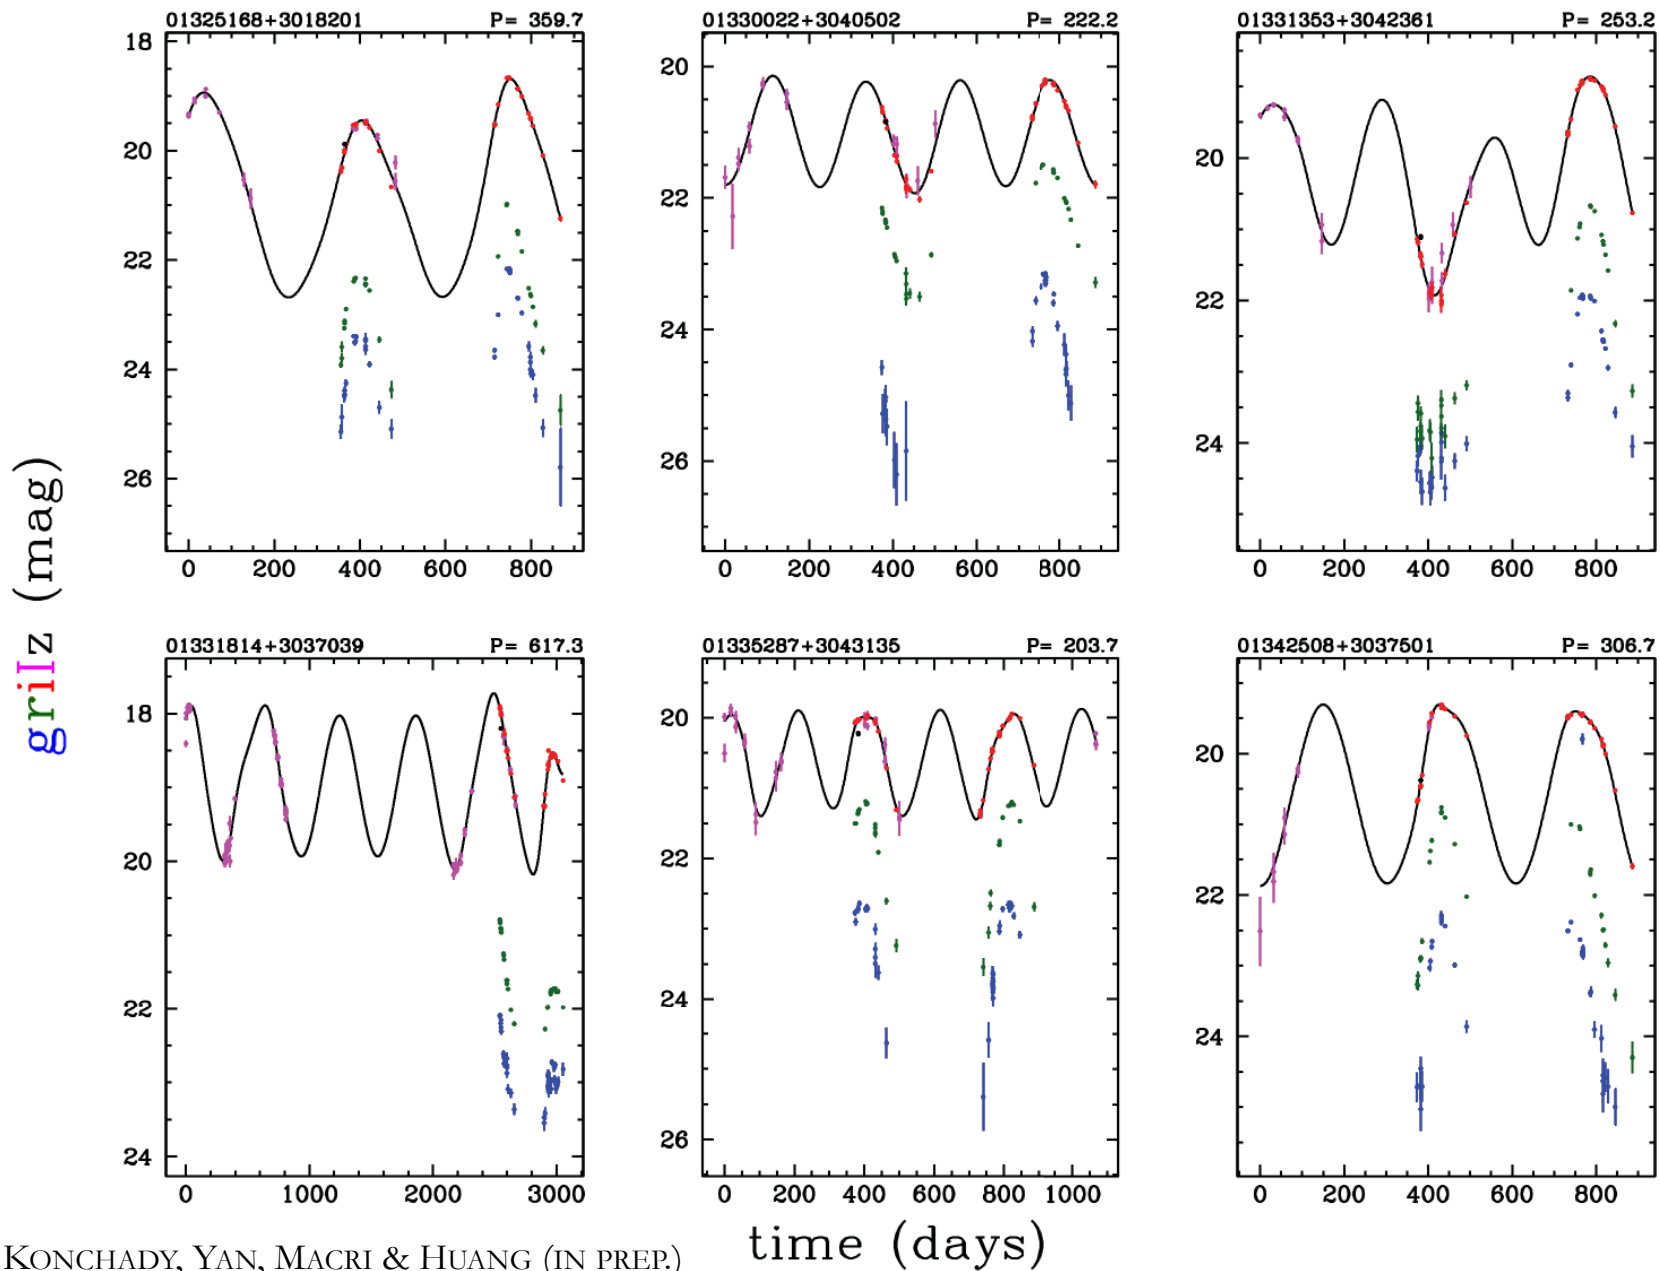 01325168+3018201 P= 359.7
18
20
22
24
26
0 200 400 600 800
01330022+3040502 P= 222.2
20
22
24
26
0 200 400 600 800
01331353+3042361 P= 253.2
20
22
24
0 200 400 600 800
griIz (mag)
01331814+3037039 P= 617.3
18
20
22
24
0 1000 2000 3000
01335287+3043135 P= 203.7
20
22
24
26
0 200 400 600 800 1000
01342508+3037501 P= 306.7
20
22
24
0 200 400 600 800
time (days)
KONCHADY, YAN, MACRI & HUANG (IN PREP.)